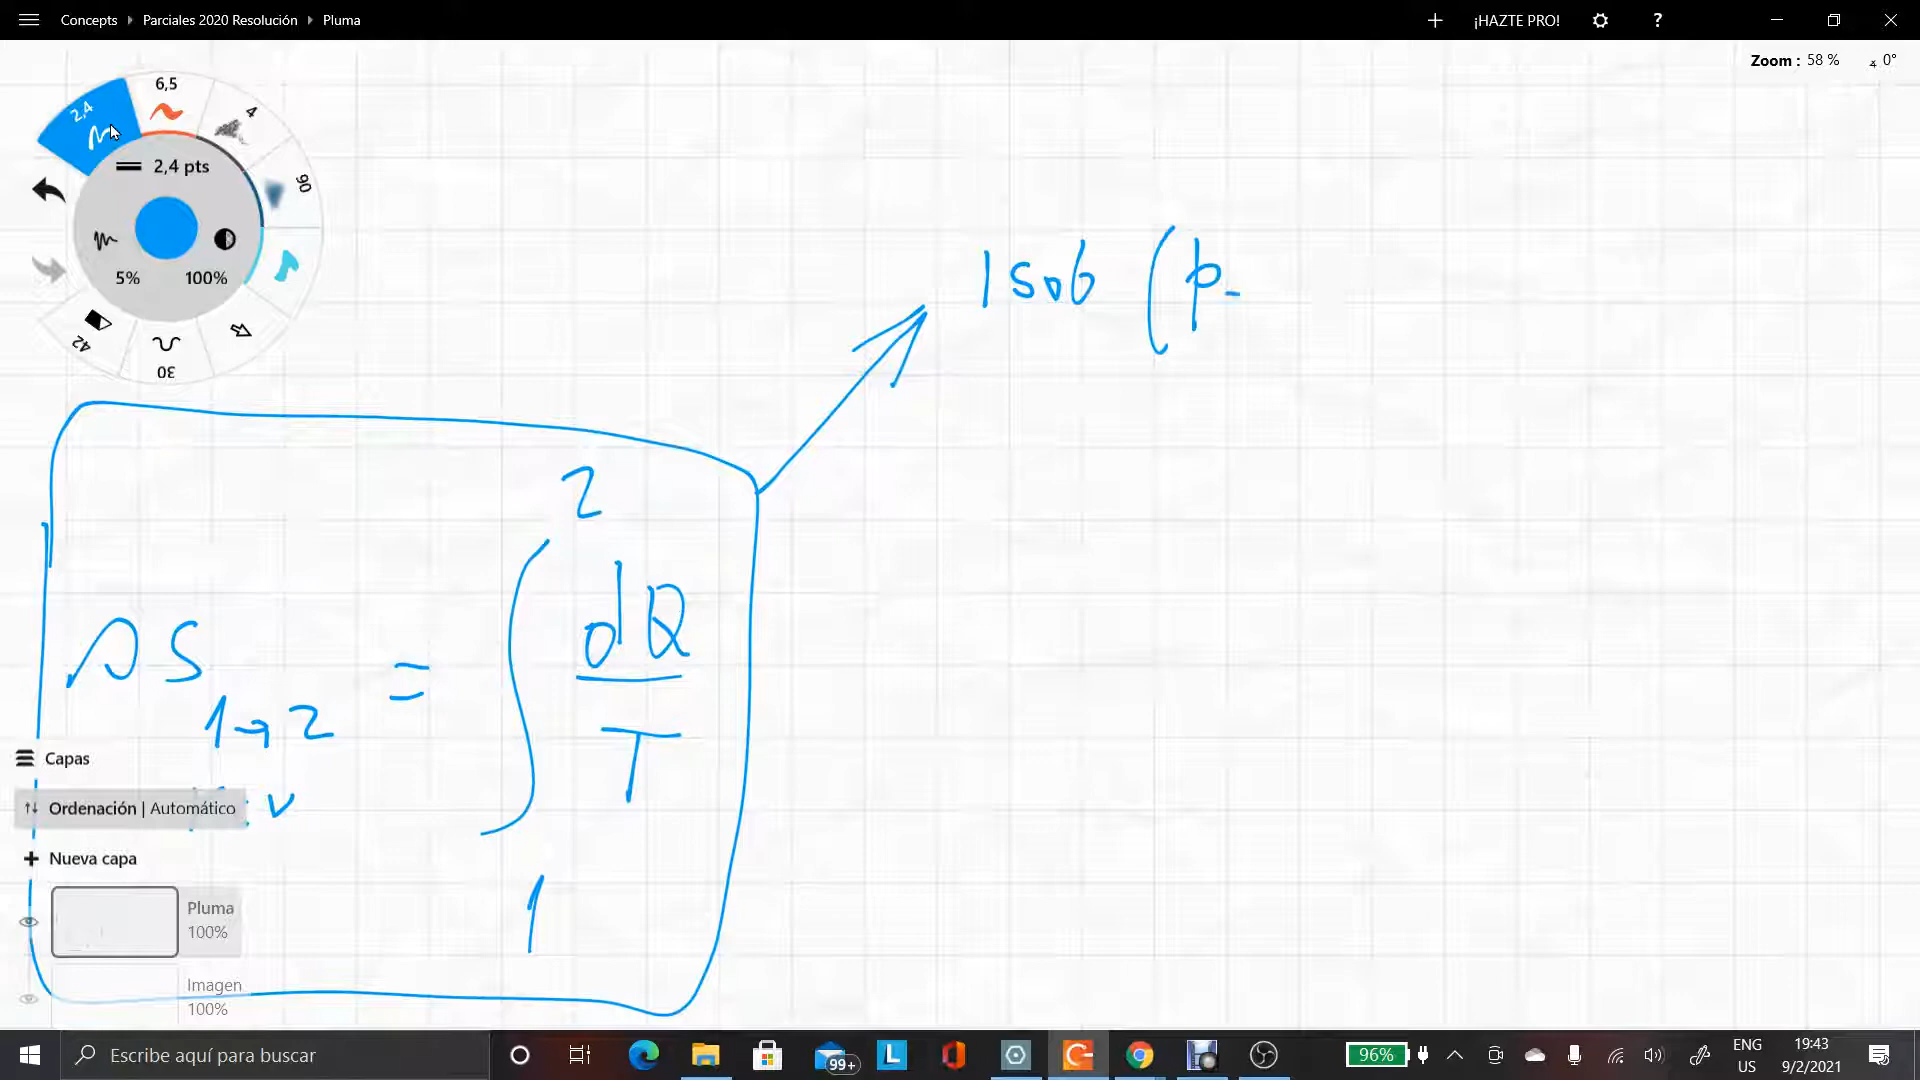 Concepts ▸ Parciales 2020 Resolución ▸ Pluma
¡HAZTE PRO!
?
Zoom : 58 % 0°
2,4
6,5
4
90
2,4 pts
5% 100%
42
30
Isob (p-
ΔS 1→2 = ∫ 2 1 dQ/T
v
Capas
Ordenación | Automático
Nueva capa
Pluma
100%
Imagen
100%
Escribe aquí para buscar
99+
L
96%
ENG
US
19:43
9/2/2021